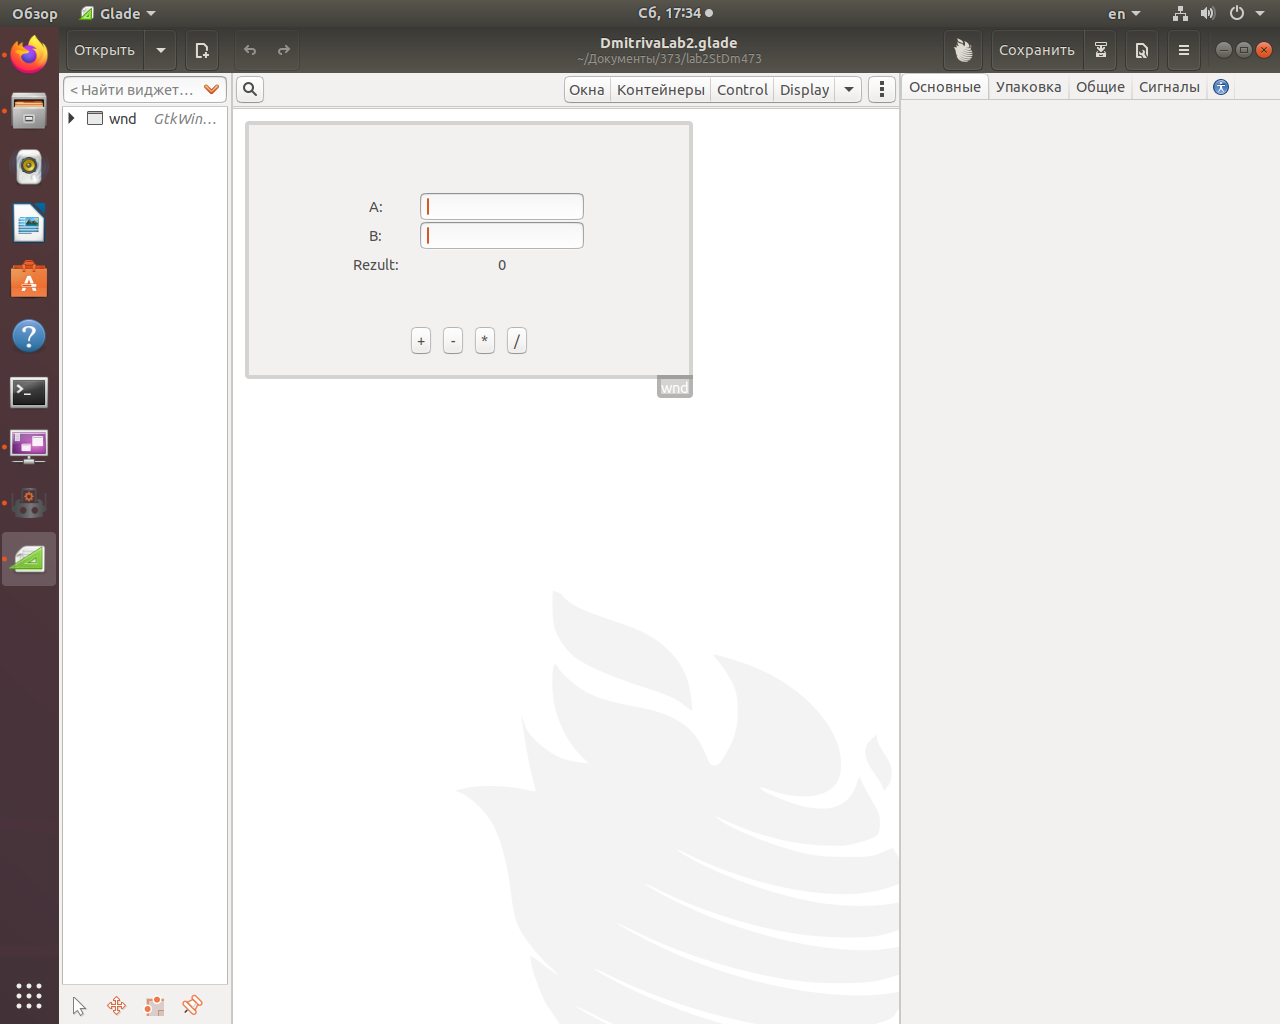 Обзор Glade Сб, 17:34 en
Открыть DmitrivaLab2.glade Сохранить
~/Документы/373/lab2StDm473
< Найти виджет... Окна Контейнеры Control Display Основные Упаковка Общие Сигналы
wnd GtkWin...
A:
B:
Rezult: 0
+ - * /
wnd